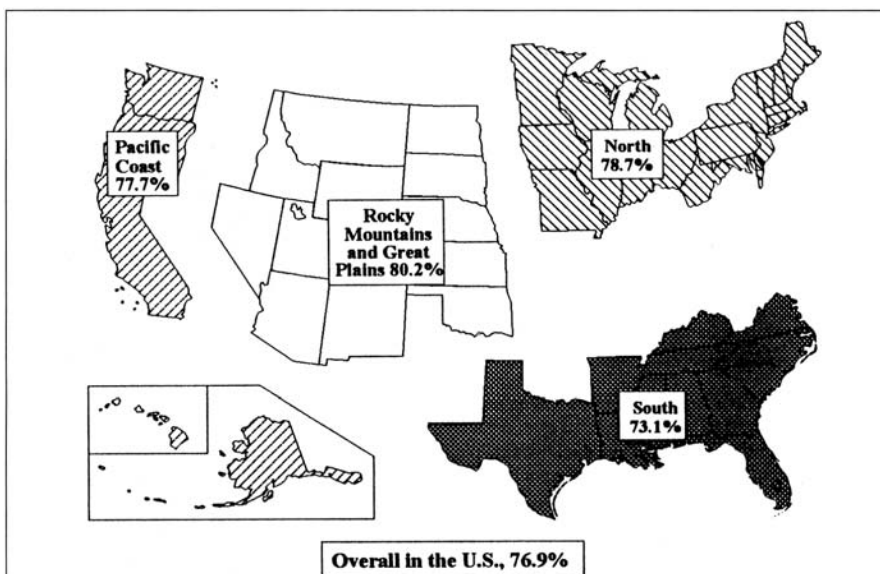 Pacific
Coast
77.7%
North
78.7%
Rocky
Mountains
and Great
Plains 80.2%
South
73.1%
Overall in the U.S., 76.9%